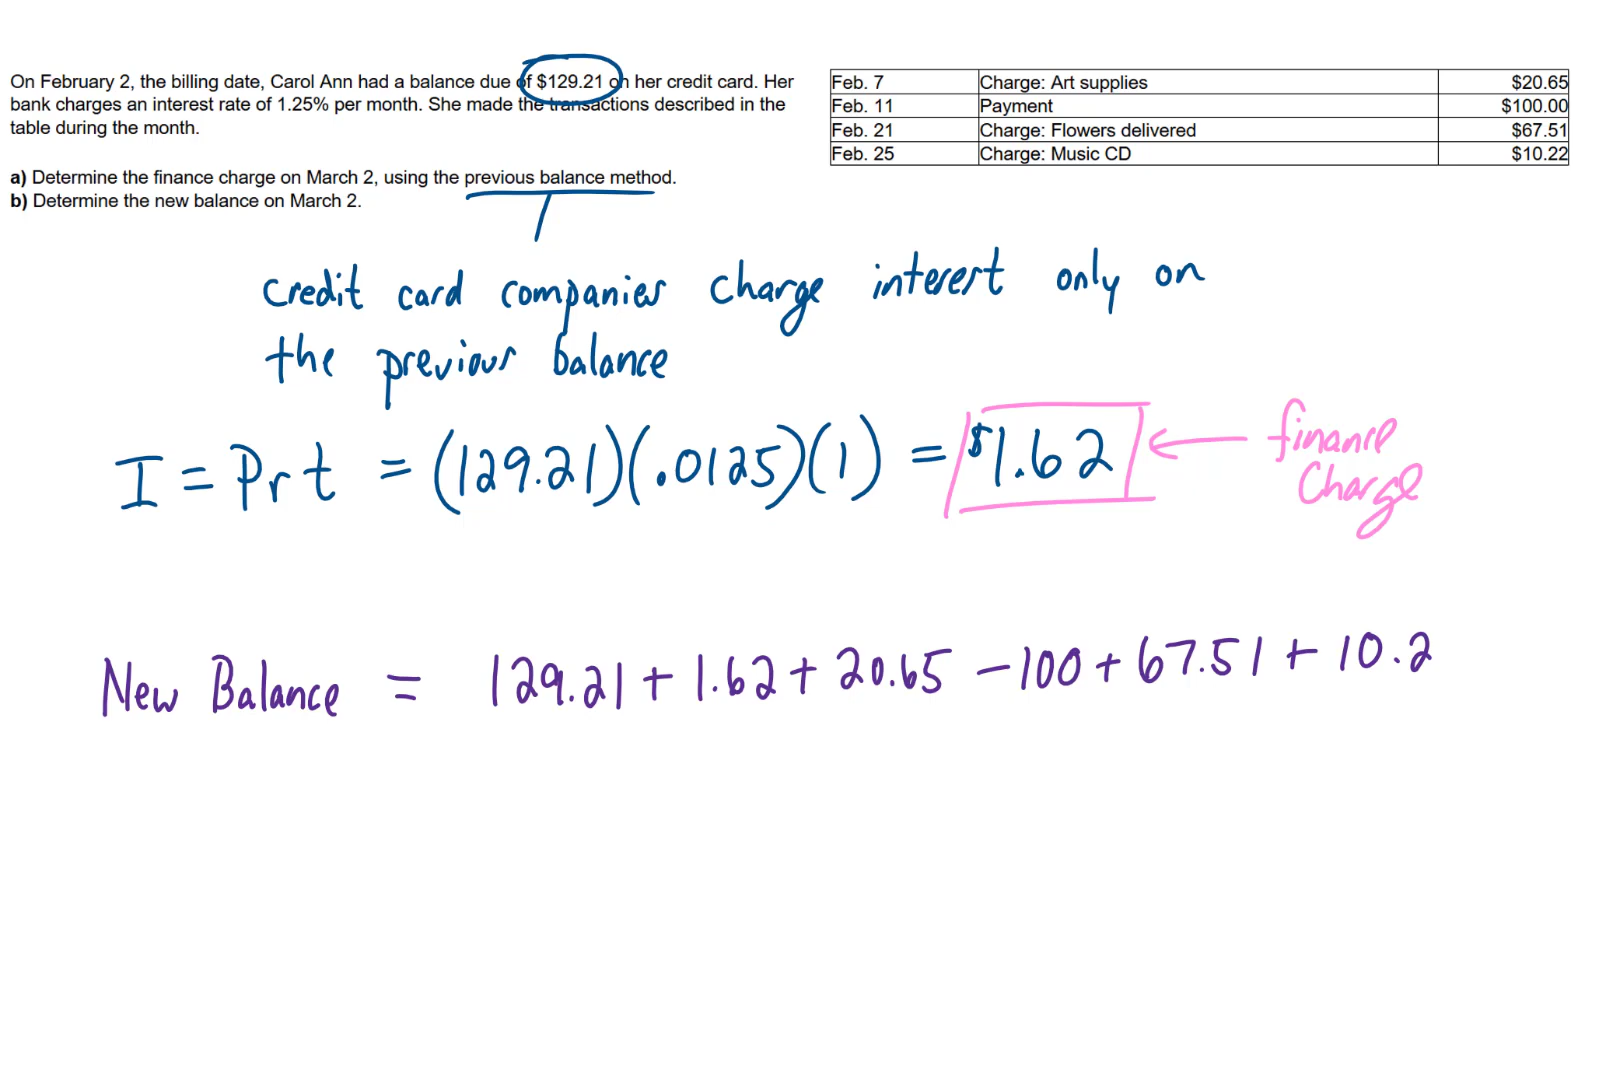 On February 2, the billing date, Carol Ann had a balance due of $129.21 on her credit card. Her
bank charges an interest rate of 1.25% per month. She made the transactions described in the
table during the month.
a) Determine the finance charge on March 2, using the previous balance method.
b) Determine the new balance on March 2.
Feb. 7 Charge: Art supplies $20.65
Feb. 11 Payment $100.00
Feb. 21 Charge: Flowers delivered $67.51
Feb. 25 Charge: Music CD $10.22
credit card companies charge interest only on
the previous balance
I = Prt = (129.21)(.0125)(1) = $1.62
finance
charge
New Balance = 129.21 + 1.62 + 20.65 - 100 + 67.51 + 10.2